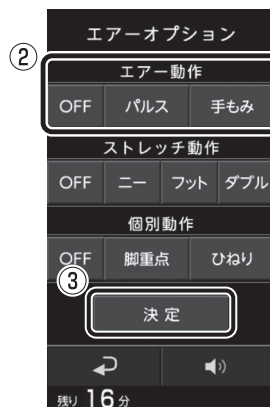 エアーオプション
②
エアー動作
OFF パルス 手もみ
ストレッチ動作
OFF ニー フット ダブル
個別動作
OFF 脚重点 ひねり
③
決定
残り 16分